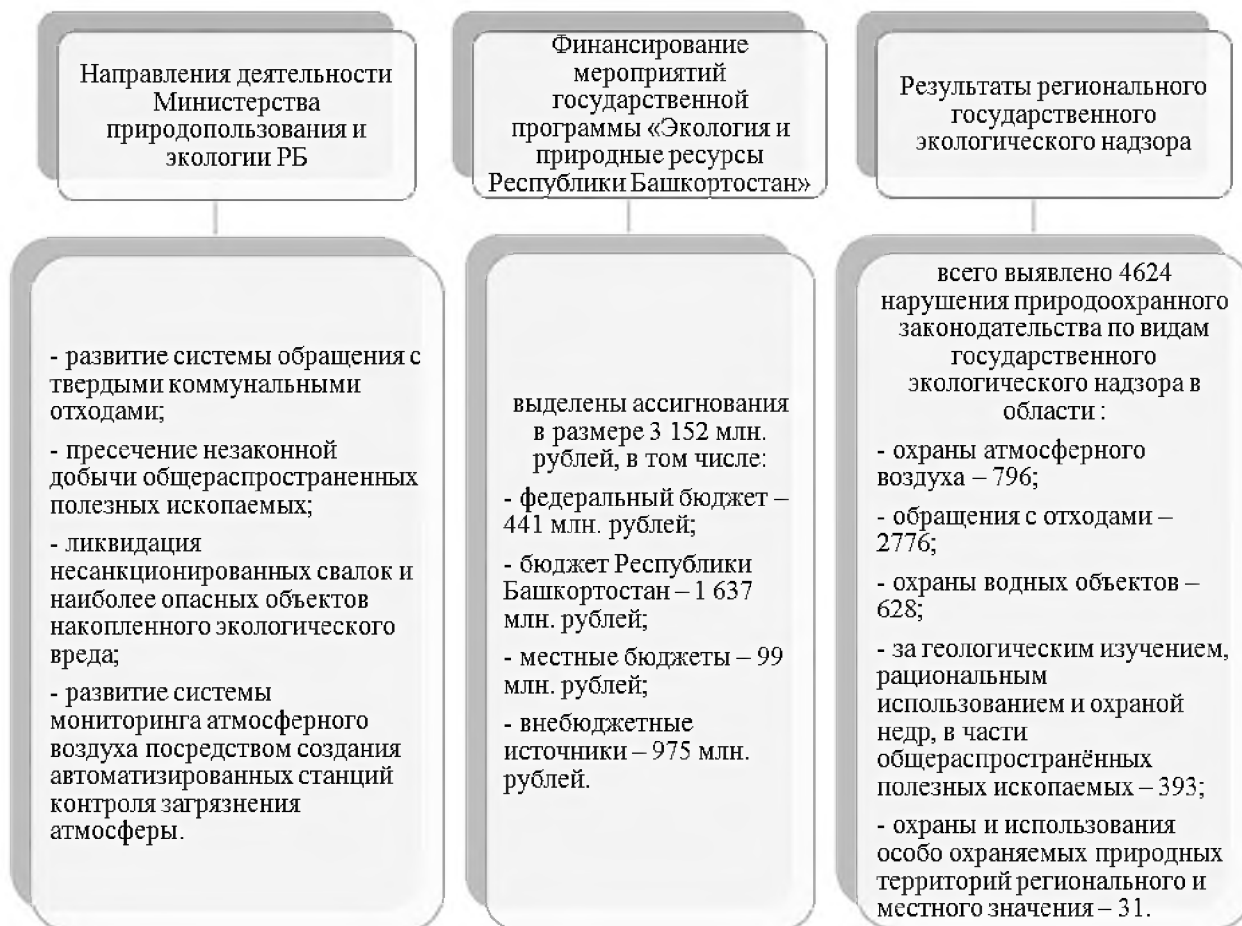 Направления деятельности
Министерства
природопользования и
экологии РБ
- развитие системы обращения с
твердыми коммунальными
отходами;
- пресечение незаконной
добычи общераспространенных
полезных ископаемых;
- ликвидация
несанкционированных свалок и
наиболее опасных объектов
накопленного экологического
вреда;
- развитие системы
мониторинга атмосферного
воздуха посредством создания
автоматизированных станций
контроля загрязнения
атмосферы.
Финансирование
мероприятий
государственной
программы «Экология и
природные ресурсы
Республики Башкортостан»
выделены ассигнования
в размере 3 152 млн.
рублей, в том числе:
- федеральный бюджет –
441 млн. рублей;
- бюджет Республики
Башкортостан – 1 637
млн. рублей;
- местные бюджеты – 99
млн. рублей;
- внебюджетные
источники – 975 млн.
рублей.
Результаты регионального
государственного
экологического надзора
всего выявлено 4624
нарушения природоохранного
законодательства по видам
государственного
экологического надзора в
области :
- охраны атмосферного
воздуха – 796;
- обращения с отходами –
2776;
- охраны водных объектов –
628;
- за геологическим изучением,
рациональным
использованием и охраной
недр, в части
общераспространённых
полезных ископаемых – 393;
- охраны и использования
особо охраняемых природных
территорий регионального и
местного значения – 31.